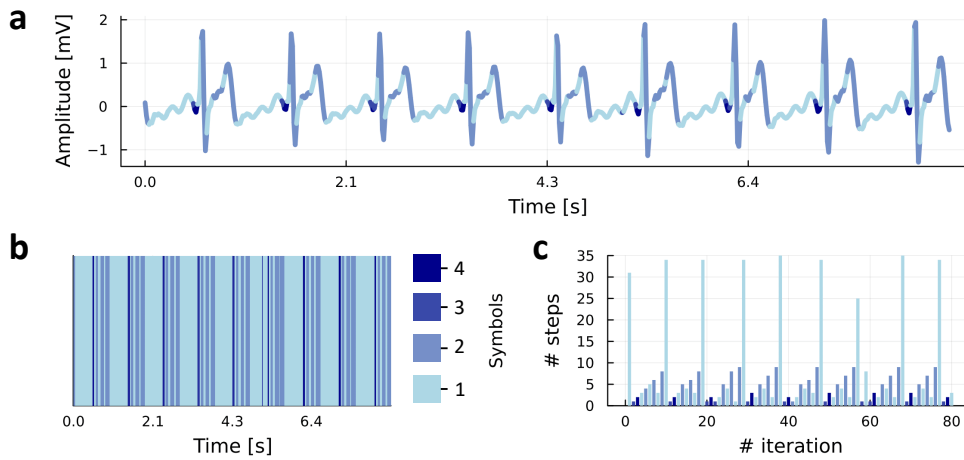 a
Amplitude [mV]
2
1
0
−1
0.0 2.1 4.3 6.4
Time [s]
b
0.0 2.1 4.3 6.4
Time [s]
4
3
2
1
Symbols
c
# steps
35
30
25
20
15
10
5
0
0 20 40 60 80
# iteration